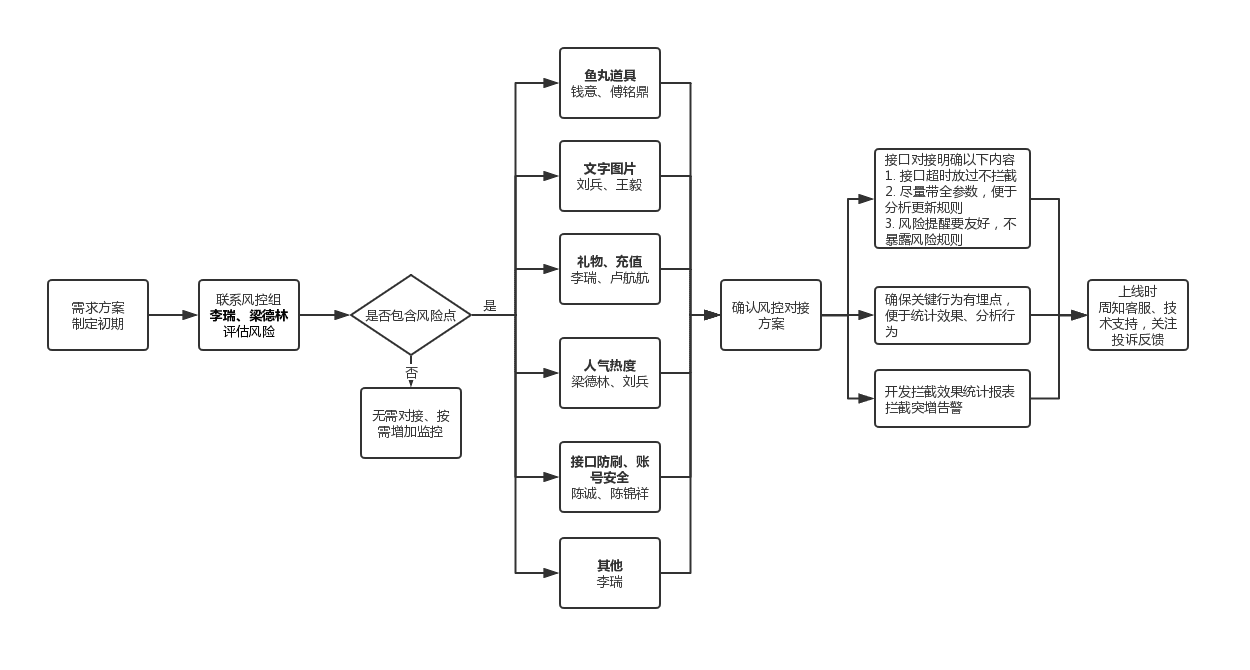 需求方案
制定初期
联系风控组
李瑞、梁德林
评估风险
是否包含风险点
是
否
无需对接、按
需增加监控
鱼丸道具
钱意、傅铭鼎
文字图片
刘兵、王毅
礼物、充值
李瑞、卢航航
人气热度
梁德林、刘兵
接口防刷、账
号安全
陈诚、陈锦祥
其他
李瑞
确认风控对接
方案
接口对接明确以下内容
1. 接口超时放过不拦截
2. 尽量带全参数，便于
分析更新规则
3. 风险提醒要友好，不
暴露风险规则
确保关键行为有埋点，
便于统计效果、分析行
为
开发拦截效果统计报表
拦截突增告警
上线时
周知客服、技
术支持，关注
投诉反馈